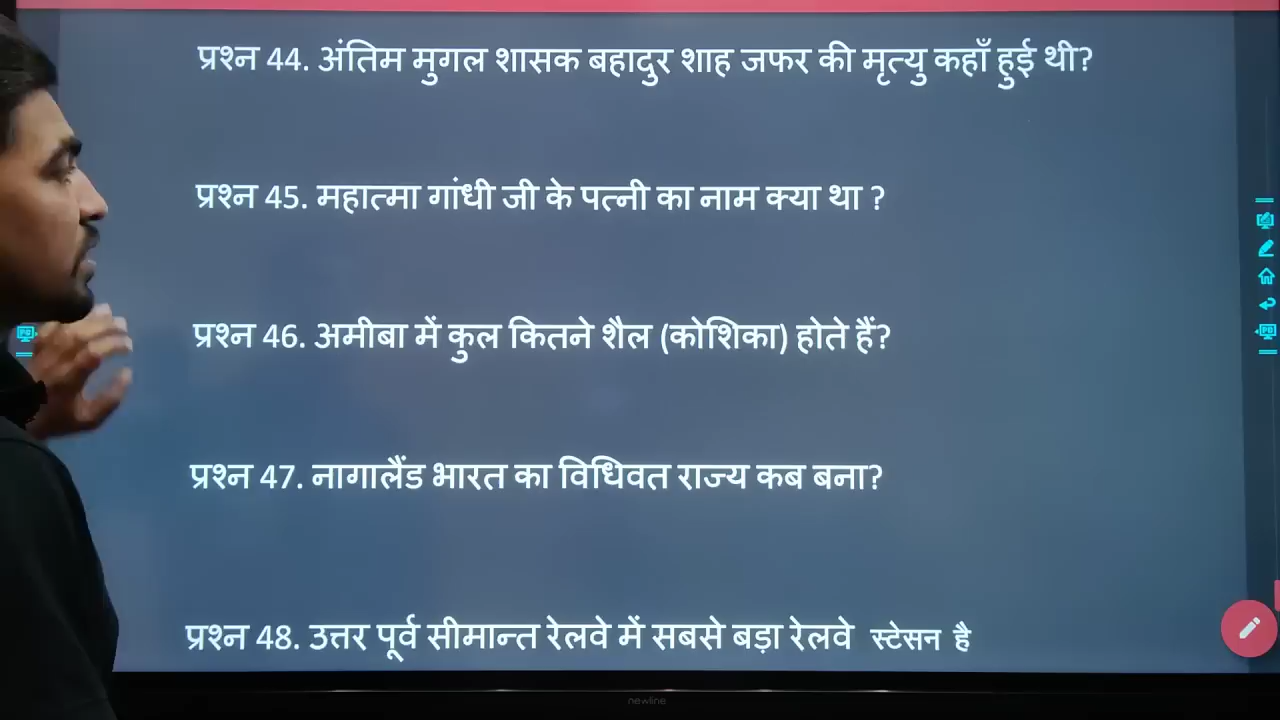 प्रश्न 44. अंतिम मुगल शासक बहादुर शाह जफर की मृत्यु कहाँ हुई थी?
प्रश्न 45. महात्मा गांधी जी के पत्नी का नाम क्या था ?
प्रश्न 46. अमीबा में कुल कितने शैल (कोशिका) होते हैं?
प्रश्न 47. नागालैंड भारत का विधिवत राज्य कब बना?
प्रश्न 48. उत्तर पूर्व सीमान्त रेलवे में सबसे बड़ा रेलवे स्टेसन है
newline